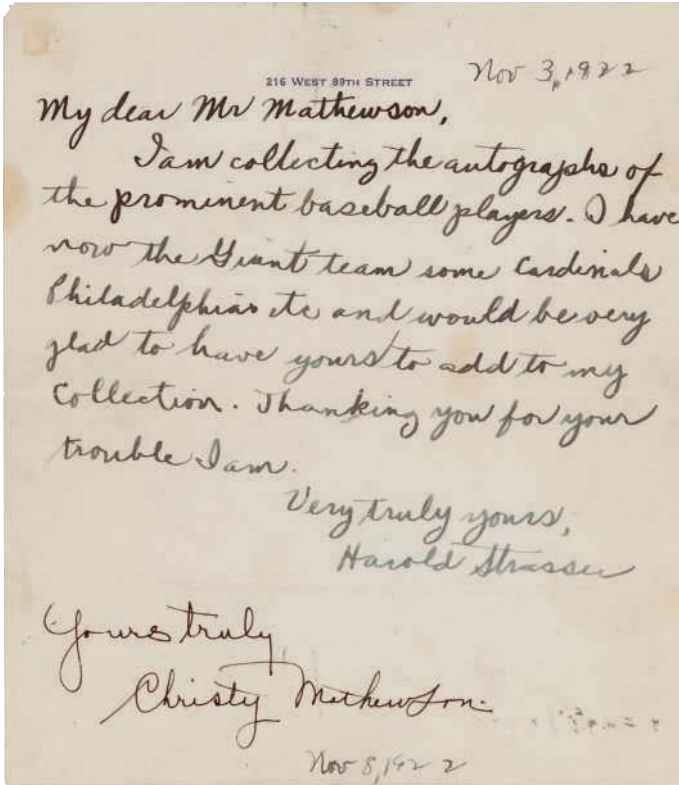 Nov 3, 1922
216 WEST 89TH STREET
My dear Mr Mathewson,
I am collecting the autographs of
the prominent baseball players. I have
now the Giant team some Cardinals
Philadelphias etc and would be very
glad to have yours to add to my
collection. Thanking you for your
trouble I am.
Very truly yours,
Harold Strasser
Yours truly
Christy Mathewson.
Nov 8, 1922